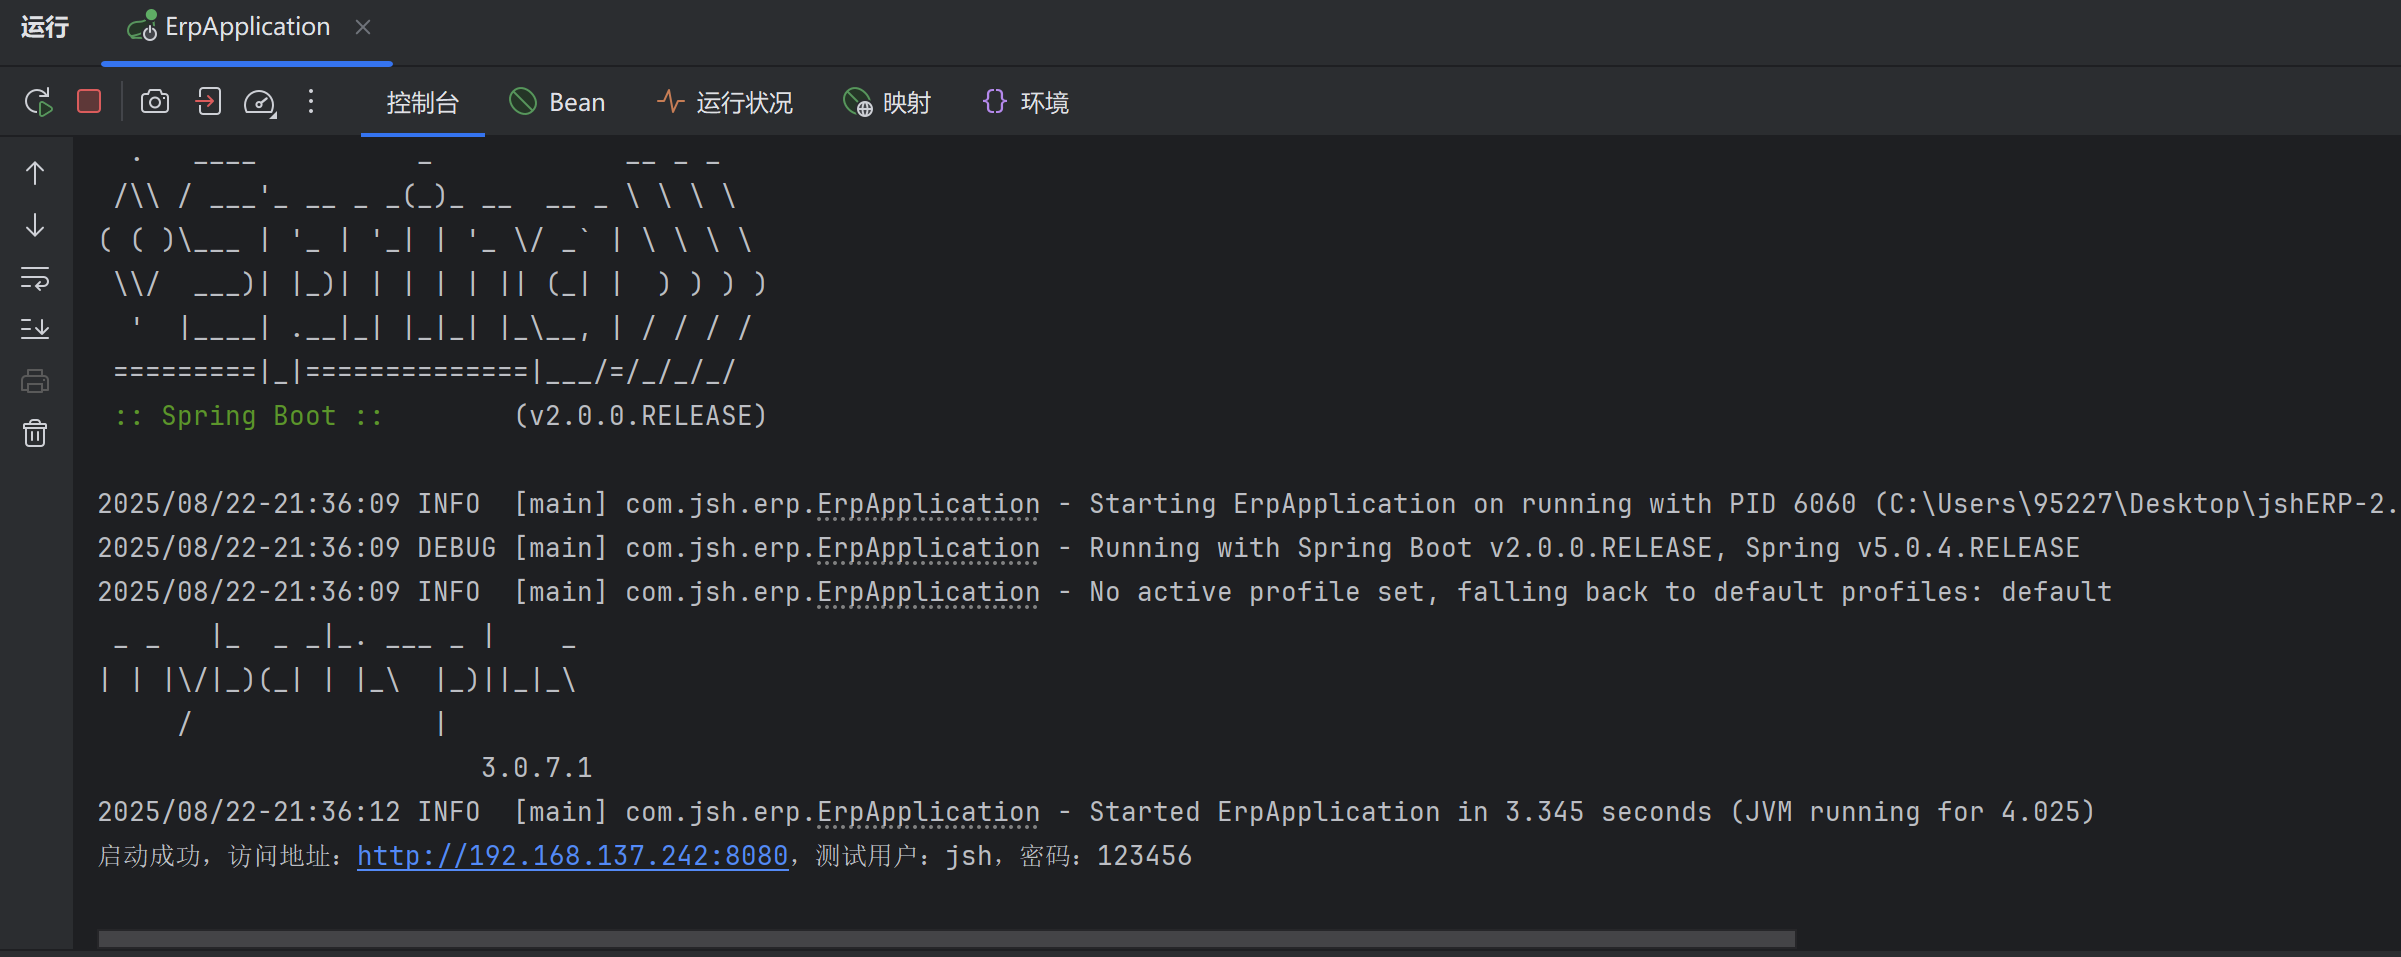 运行 ErpApplication
控制台 Bean 运行状况 映射 环境
  .   ____          _            __ _ _
 /\\ / ___'_ __ _ _(_)_ __  __ _ \ \ \ \
( ( )\___ | '_ | '_| | '_ \/ _` | \ \ \ \
 \\/  ___)| |_)| | | | | || (_| |  ) ) ) )
  '  |____| .__|_| |_|_| |_\__, | / / / /
 =========|_|==============|___/=/_/_/_/
 :: Spring Boot ::        (v2.0.0.RELEASE)
2025/08/22-21:36:09 INFO  [main] com.jsh.erp.ErpApplication - Starting ErpApplication on running with PID 6060 (C:\Users\95227\Desktop\jshERP-2.
2025/08/22-21:36:09 DEBUG [main] com.jsh.erp.ErpApplication - Running with Spring Boot v2.0.0.RELEASE, Spring v5.0.4.RELEASE
2025/08/22-21:36:09 INFO  [main] com.jsh.erp.ErpApplication - No active profile set, falling back to default profiles: default
 _ _   |_  _ _|_. ___ _ |    _
| | |\/|_)(_| | |_\  |_)||_|_\
     /               |
                        3.0.7.1
2025/08/22-21:36:12 INFO  [main] com.jsh.erp.ErpApplication - Started ErpApplication in 3.345 seconds (JVM running for 4.025)
启动成功，访问地址：http://192.168.137.242:8080，测试用户：jsh，密码：123456